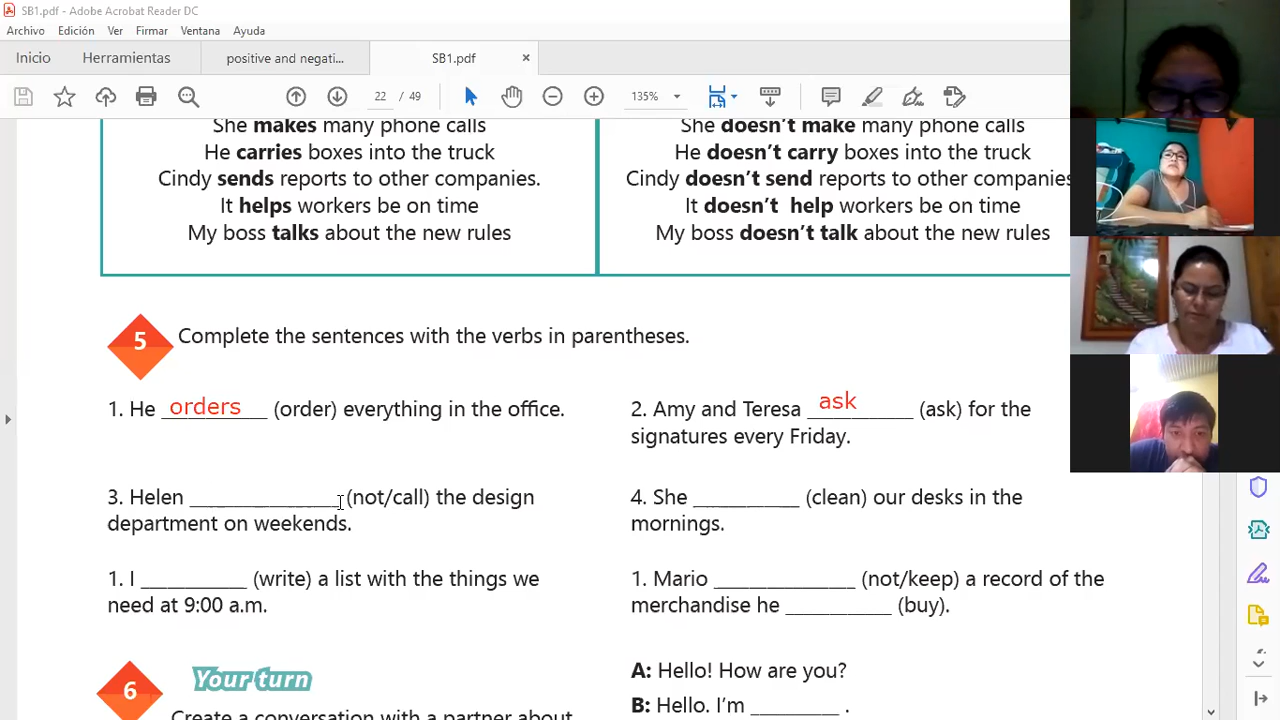 SB1.pdf - Adobe Acrobat Reader DC
Archivo Edición Ver Firmar Ventana Ayuda
Inicio Herramientas positive and negati... SB1.pdf ×
22 / 49 135%
She makes many phone calls
He carries boxes into the truck
Cindy sends reports to other companies.
It helps workers be on time
My boss talks about the new rules
She doesn't make many phone calls
He doesn't carry boxes into the truck
Cindy doesn't send reports to other companies
It doesn't help workers be on time
My boss doesn't talk about the new rules
5 Complete the sentences with the verbs in parentheses.
1. He orders (order) everything in the office.
2. Amy and Teresa ask (ask) for the
signatures every Friday.
3. Helen ______________ (not/call) the design
department on weekends.
4. She __________ (clean) our desks in the
mornings.
1. I __________ (write) a list with the things we
need at 9:00 a.m.
1. Mario _____________ (not/keep) a record of the
merchandise he __________ (buy).
6 Your turn
Create a conversation with a partner about
A: Hello! How are you?
B: Hello. I'm ________ .